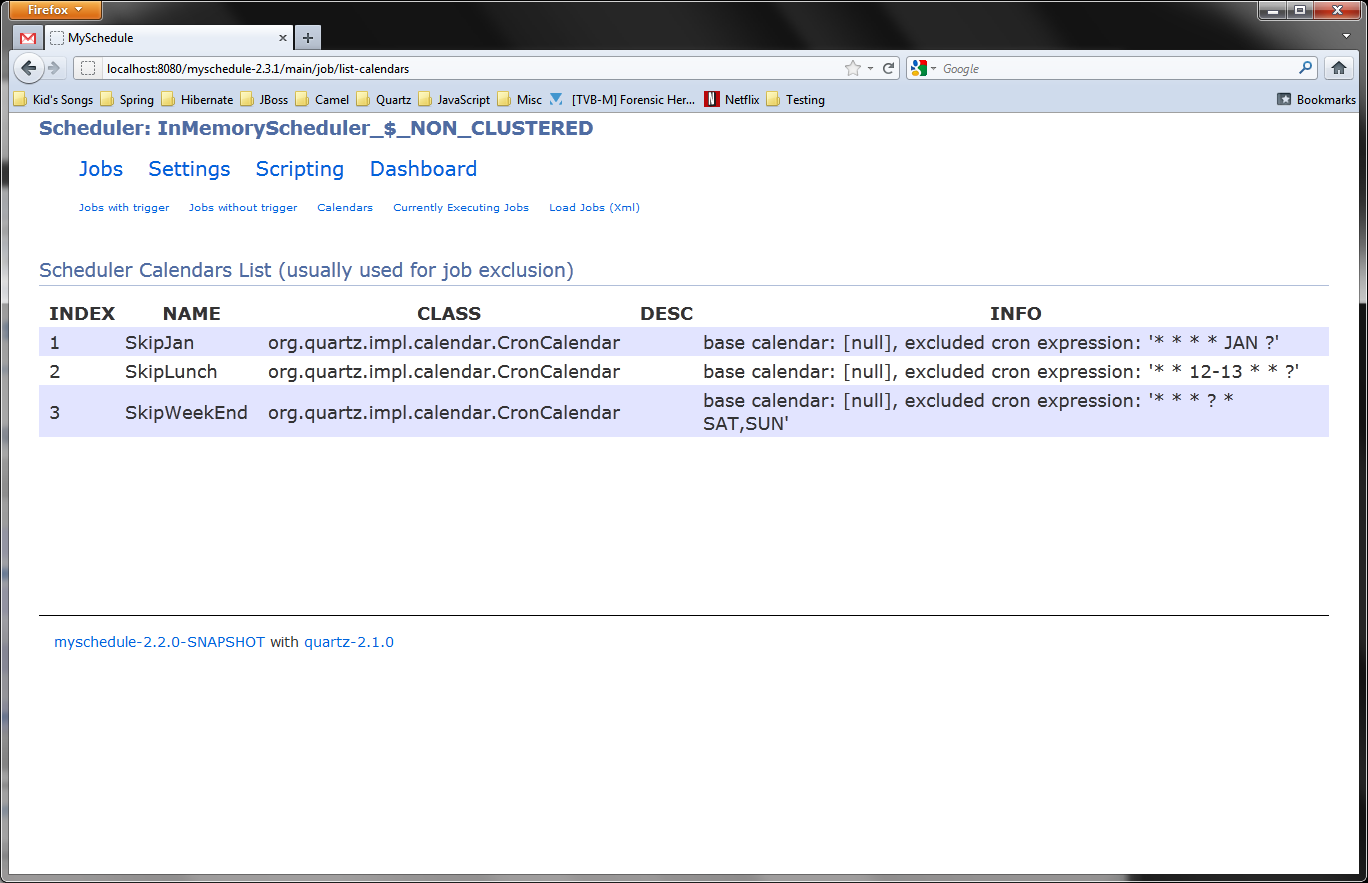 Firefox
MySchedule
localhost:8080/myschedule-2.3.1/main/job/list-calendars
Google
Kid's Songs Spring Hibernate JBoss Camel Quartz JavaScript Misc [TVB-M] Forensic Her... Netflix Testing Bookmarks
Scheduler: InMemoryScheduler_$_NON_CLUSTERED
Jobs Settings Scripting Dashboard
Jobs with trigger Jobs without trigger Calendars Currently Executing Jobs Load Jobs (Xml)
Scheduler Calendars List (usually used for job exclusion)
INDEX NAME CLASS DESC INFO
1 SkipJan org.quartz.impl.calendar.CronCalendar base calendar: [null], excluded cron expression: '* * * * JAN ?'
2 SkipLunch org.quartz.impl.calendar.CronCalendar base calendar: [null], excluded cron expression: '* * 12-13 * * ?'
3 SkipWeekEnd org.quartz.impl.calendar.CronCalendar base calendar: [null], excluded cron expression: '* * * ? *
SAT,SUN'
myschedule-2.2.0-SNAPSHOT with quartz-2.1.0